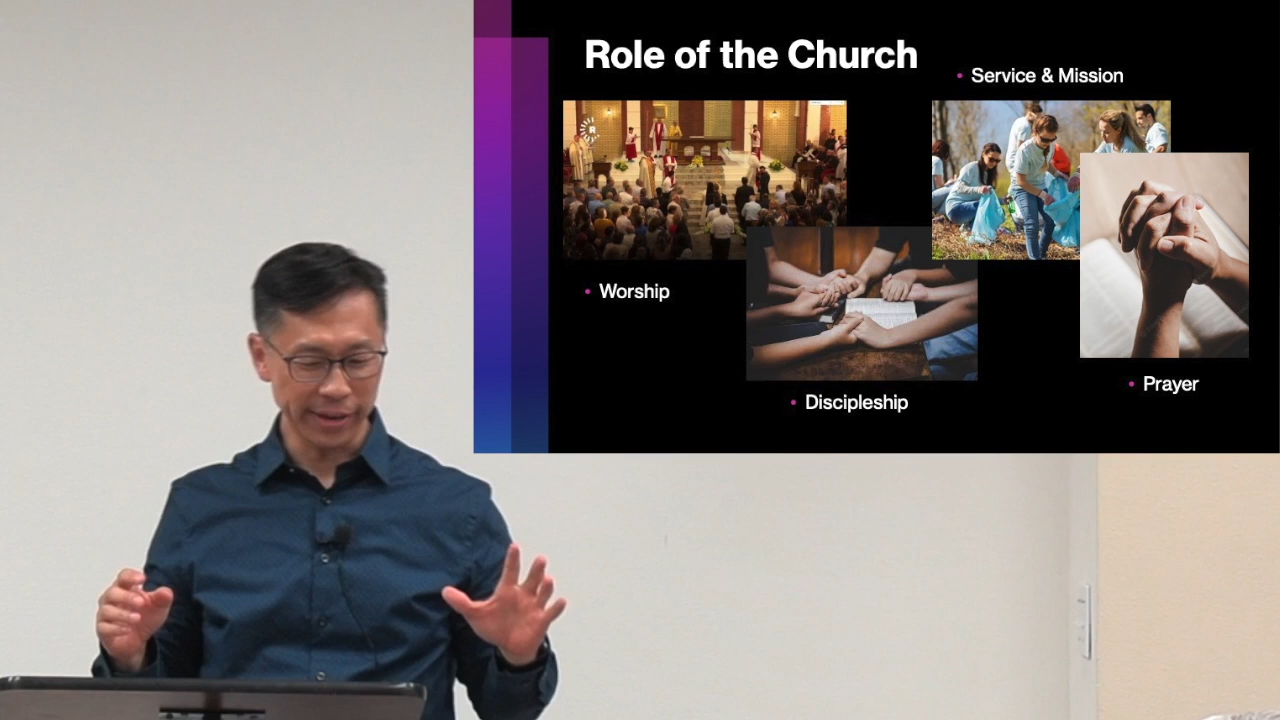 Role of the Church
• Service & Mission
• Worship
• Discipleship
• Prayer